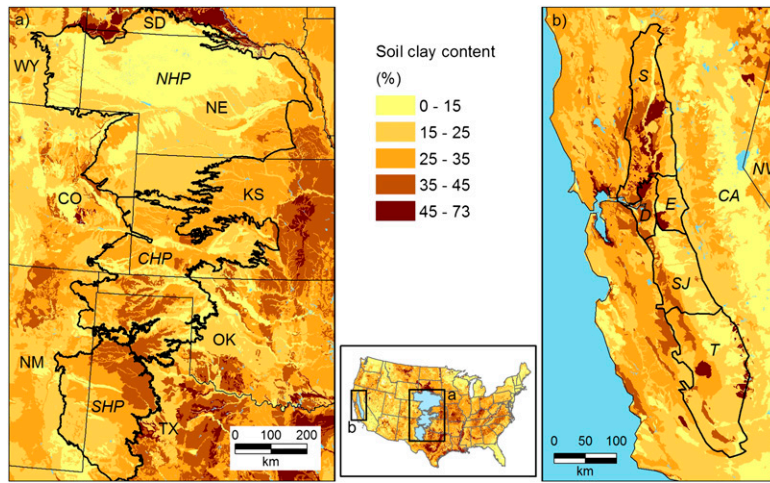 a)
SD
WY
NHP
NE
CO
KS
CHP
NM
OK
SHP
TX
0 100 200
km
Soil clay content
(%)
0 - 15
15 - 25
25 - 35
35 - 45
45 - 73
a
b
b)
S
NV
CA
E
D
SJ
T
0 50 100
km